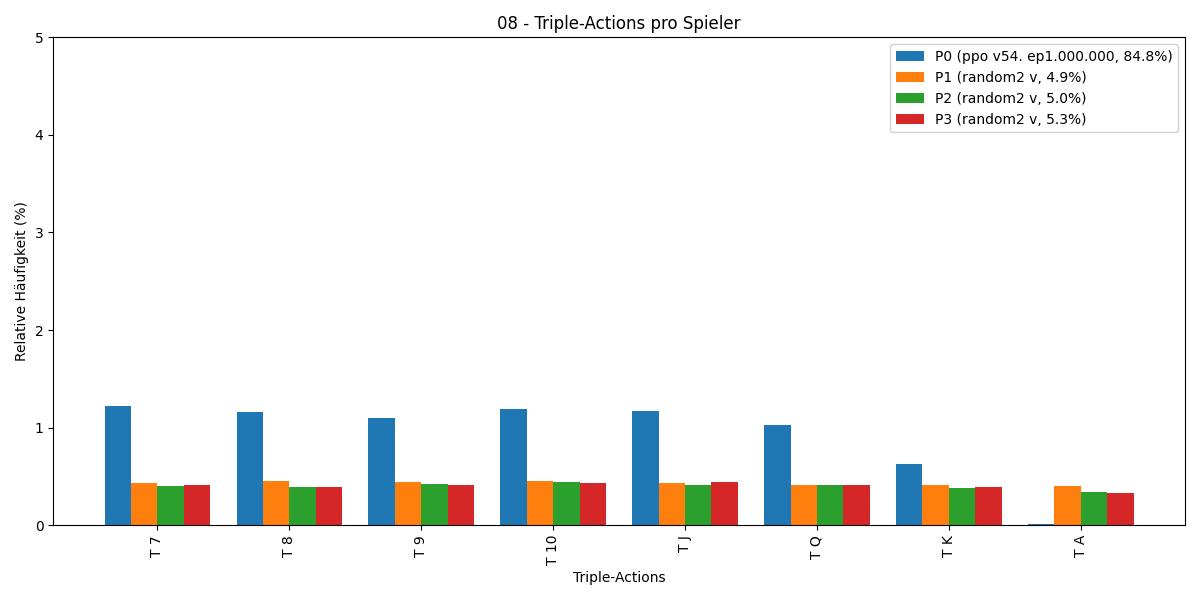 08 - Triple-Actions pro Spieler
P0 (ppo v54. ep1.000.000, 84.8%)
P1 (random2 v, 4.9%)
P2 (random2 v, 5.0%)
P3 (random2 v, 5.3%)
Relative Häufigkeit (%)
5
4
3
2
1
0
T 7
T 8
T 9
T 10
T J
T Q
T K
T A
Triple-Actions